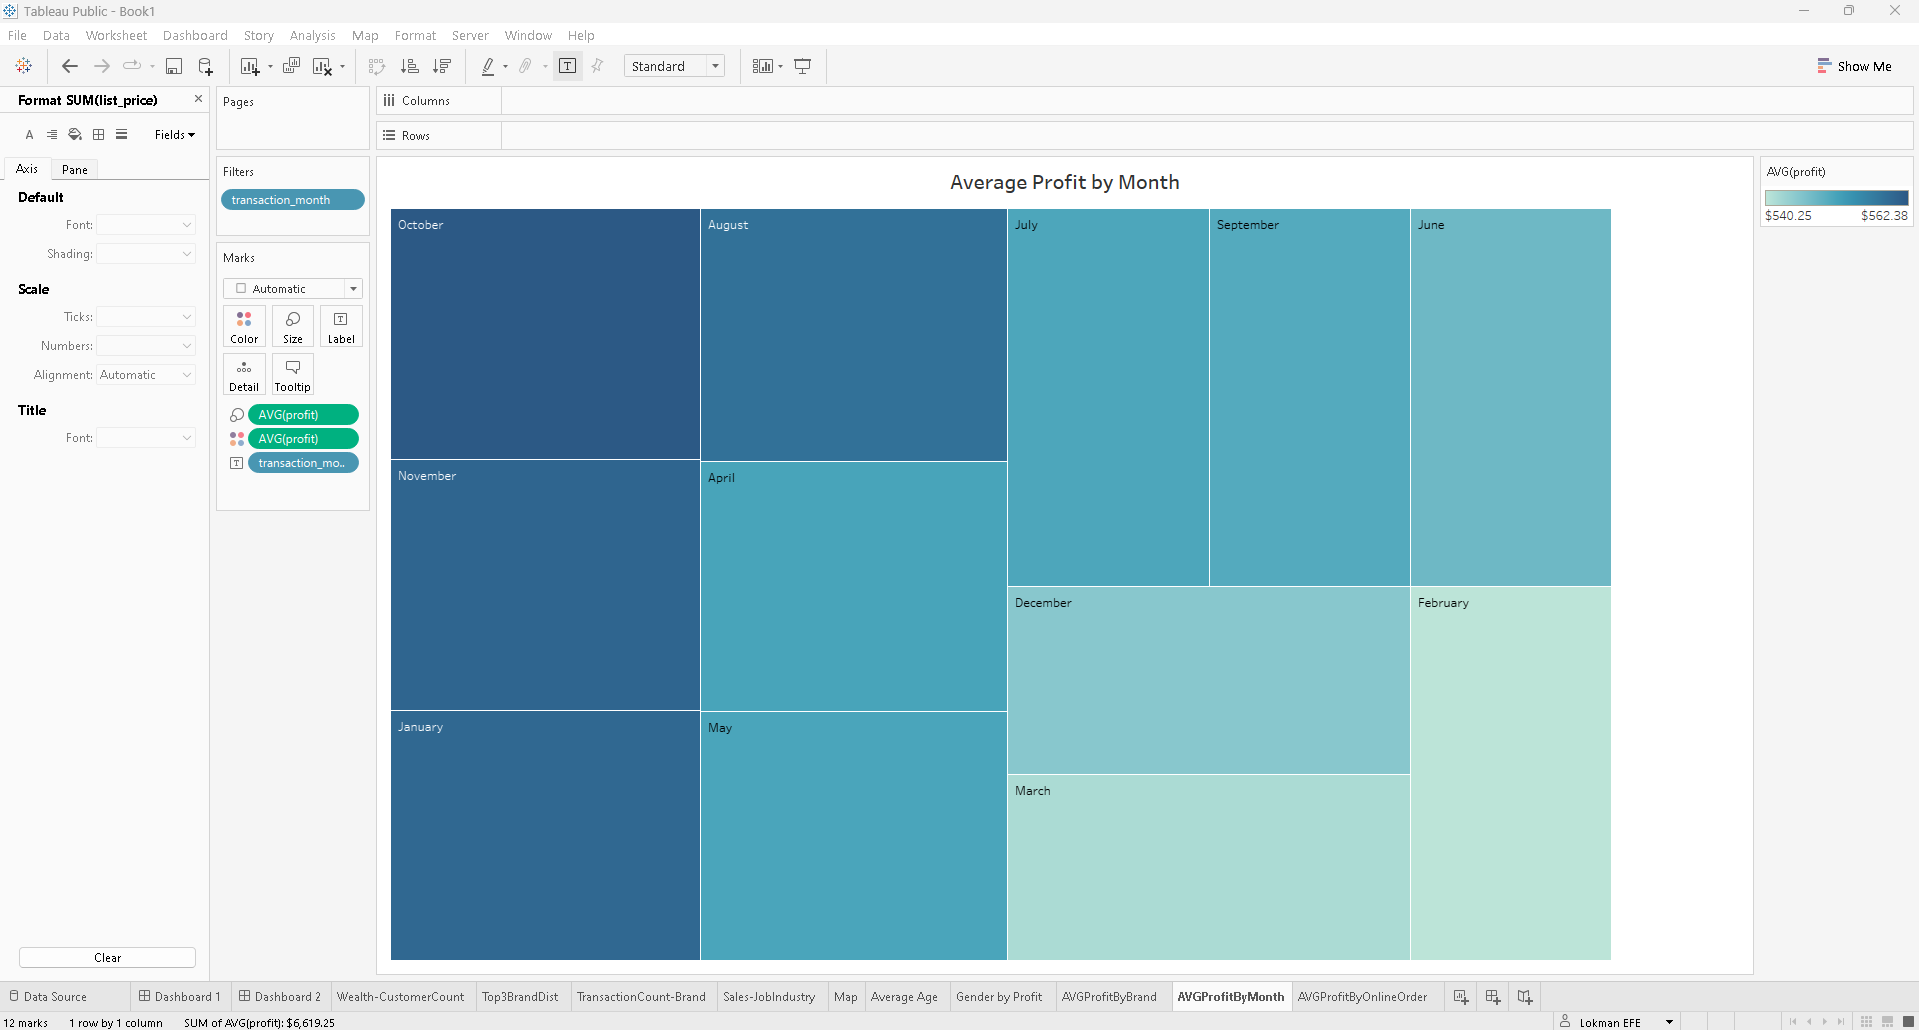 Tableau Public - Book1
File Data Worksheet Dashboard Story Analysis Map Format Server Window Help
Standard
Show Me
Format SUM(list_price)
Fields
Axis
Pane
Default
Font:
Shading:
Scale
Ticks:
Numbers:
Alignment: Automatic
Title
Font:
Clear
Pages
Filters
transaction_month
Marks
Automatic
Color
Size
Label
Detail
Tooltip
AVG(profit)
AVG(profit)
transaction_mo..
Columns
Rows
Average Profit by Month
October
August
July
September
June
November
April
December
February
January
May
March
AVG(profit)
$540.25 $562.38
Data Source Dashboard 1 Dashboard 2 Wealth-CustomerCount Top3BrandDist TransactionCount-Brand Sales-JobIndustry Map Average Age Gender by Profit AVGProfitByBrand AVGProfitByMonth AVGProfitByOnlineOrder
12 marks 1 row by 1 column SUM of AVG(profit): $6,619.25
Lokman EFE